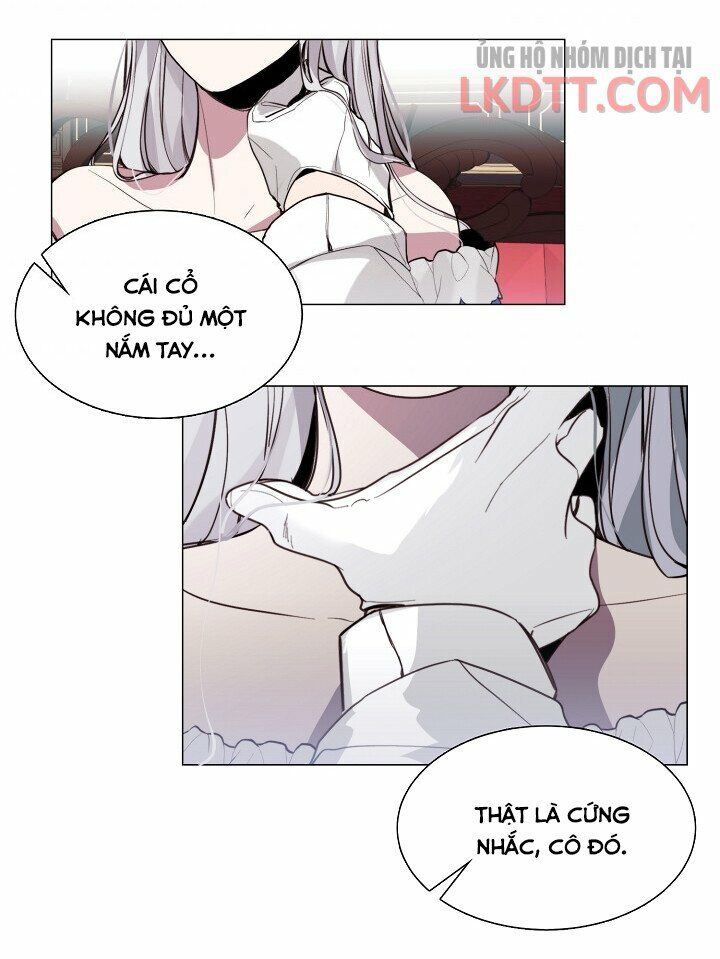 ỦNG HỘ NHÓM DỊCH TẠI
LKDTT.COM
CÁI CỔ
KHÔNG ĐỦ MỘT
NẮM TAY...
THẬT LÀ CỨNG
NHẮC, CÔ ĐÓ.